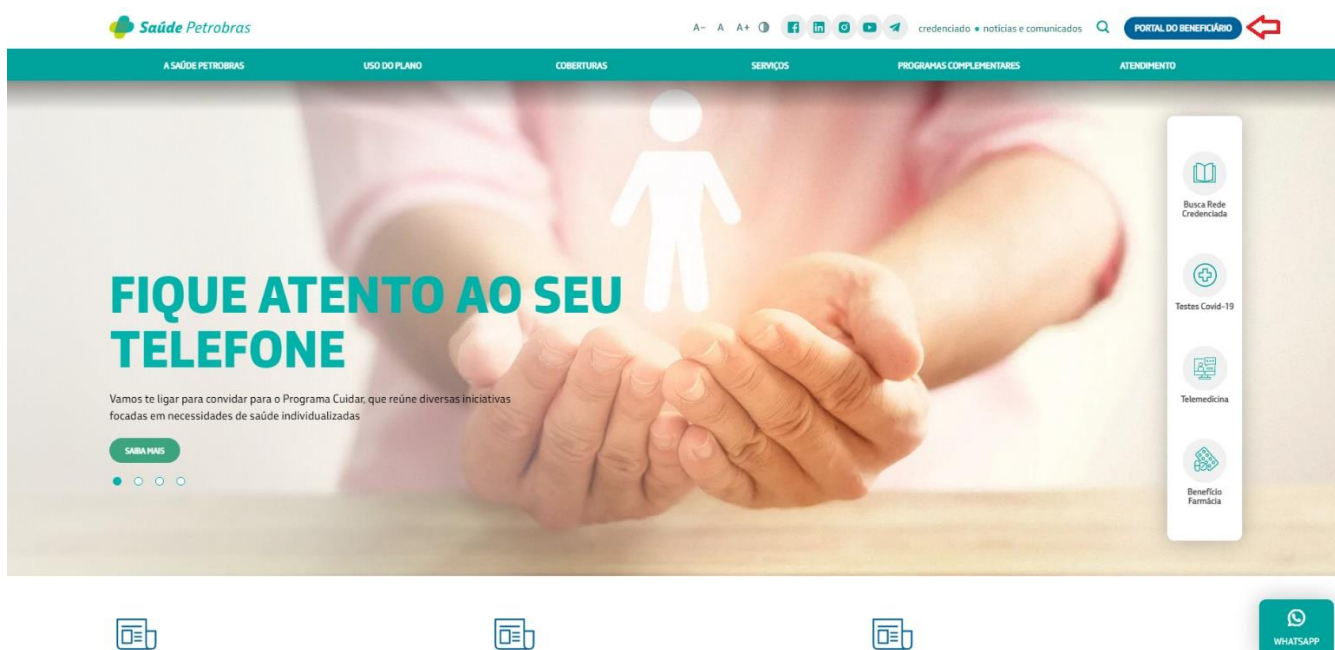 Saúde Petrobras
A- A A+
credenciado • notícias e comunicados
PORTAL DO BENEFICIÁRIO
A SAÚDE PETROBRAS
USO DO PLANO
COBERTURAS
SERVIÇOS
PROGRAMAS COMPLEMENTARES
ATENDIMENTO
FIQUE ATENTO AO SEU
TELEFONE
Vamos te ligar para convidar para o Programa Cuidar, que reúne diversas iniciativas
focadas em necessidades de saúde individualizadas
SAIBA MAIS
Busca Rede
Credenciada
Testes Covid-19
Telemedicina
Benefício
Farmácia
WHATSAPP